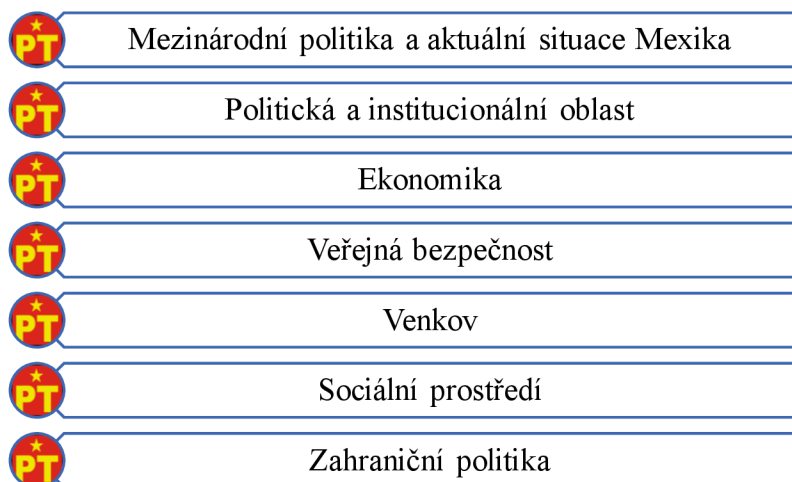 PT Mezinárodní politika a aktuální situace Mexika
PT Politická a institucionální oblast
PT Ekonomika
PT Veřejná bezpečnost
PT Venkov
PT Sociální prostředí
PT Zahraniční politika